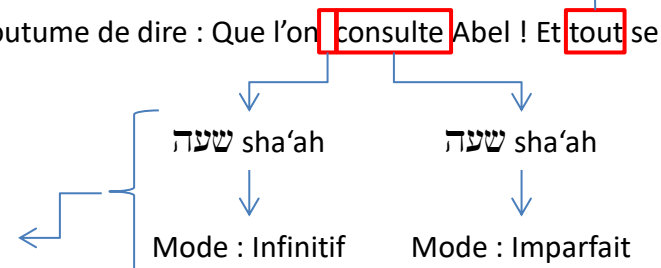 outume de dire : Que l'on consulte Abel ! Et tout se
שעה sha‘ah שעה sha‘ah
Mode : Infinitif Mode : Imparfait